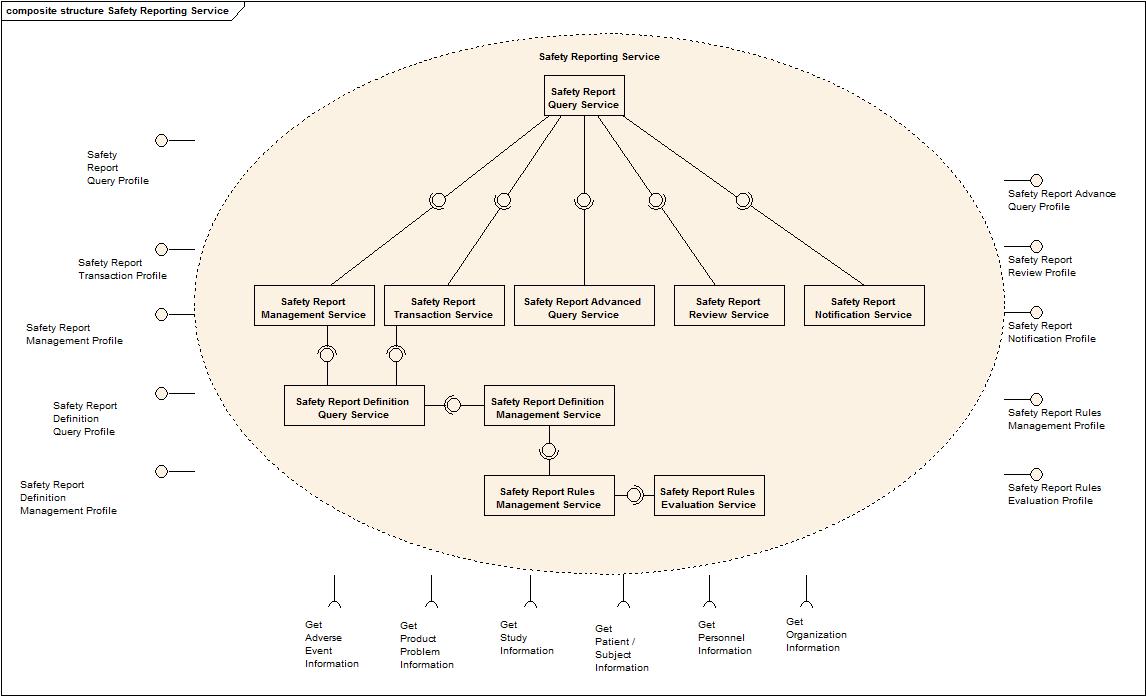 composite structure Safety Reporting Service
Safety Reporting Service
Safety Report
Query Service
Safety
Report
Query Profile
Safety Report Advance
Query Profile
Safety Report
Transaction Profile
Safety Report
Review Profile
Safety Report
Management Profile
Safety Report
Management Service
Safety Report
Transaction Service
Safety Report Advanced
Query Service
Safety Report
Review Service
Safety Report
Notification Service
Safety Report
Notification Profile
Safety Report
Definition
Query Profile
Safety Report Definition
Query Service
Safety Report Definition
Management Service
Safety Report Rules
Management Profile
Safety Report
Definition
Management Profile
Safety Report Rules
Management Service
Safety Report Rules
Evaluation Service
Safety Report Rules
Evaluation Profile
Get
Adverse
Event
Information
Get
Product
Problem
Information
Get
Study
Information
Get
Patient /
Subject
Information
Get
Personnel
Information
Get
Organization
Information